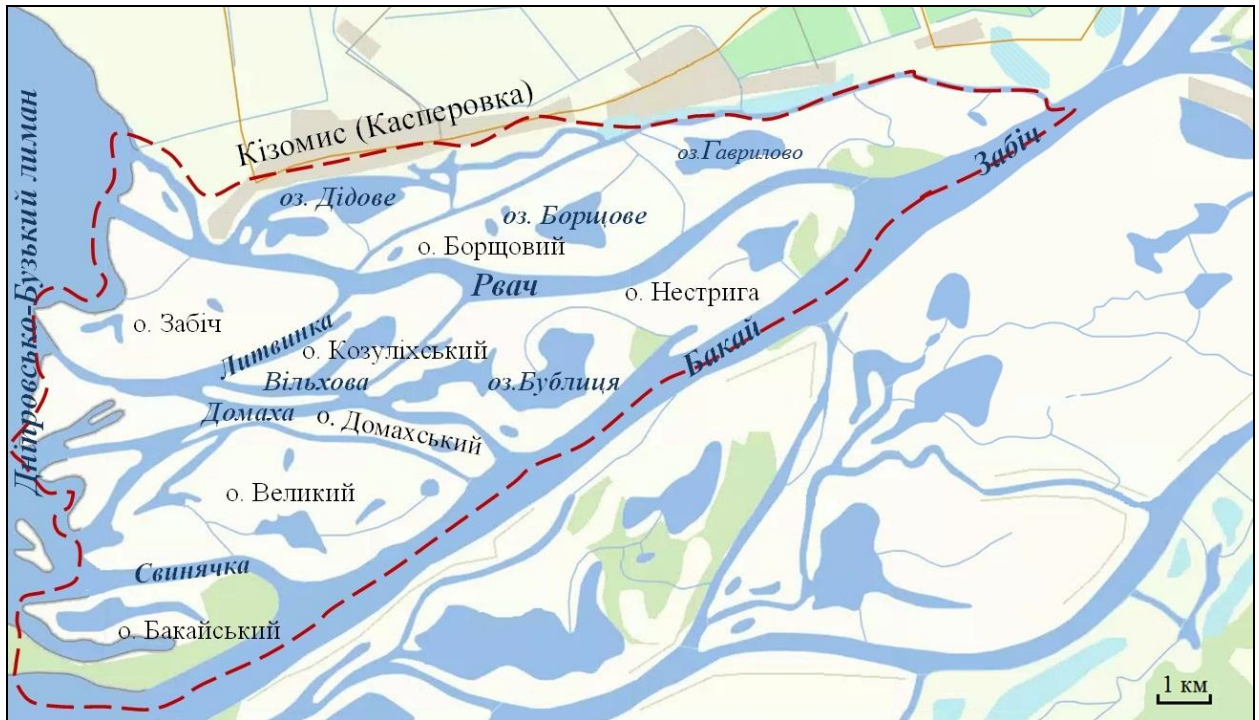 Дніпровсько-Бузький лиман
Кізомис (Касперовка)
оз.Гаврилово
Забіч
оз. Дідове
оз. Борщове
о. Борщовий
Рвач
о. Нестрига
о. Забіч
Литвинка
о. Козуліхський
Бакай
Вільхова
оз.Бублиця
Домаха
о. Домахський
о. Великий
Свинячка
о. Бакайський
1 км